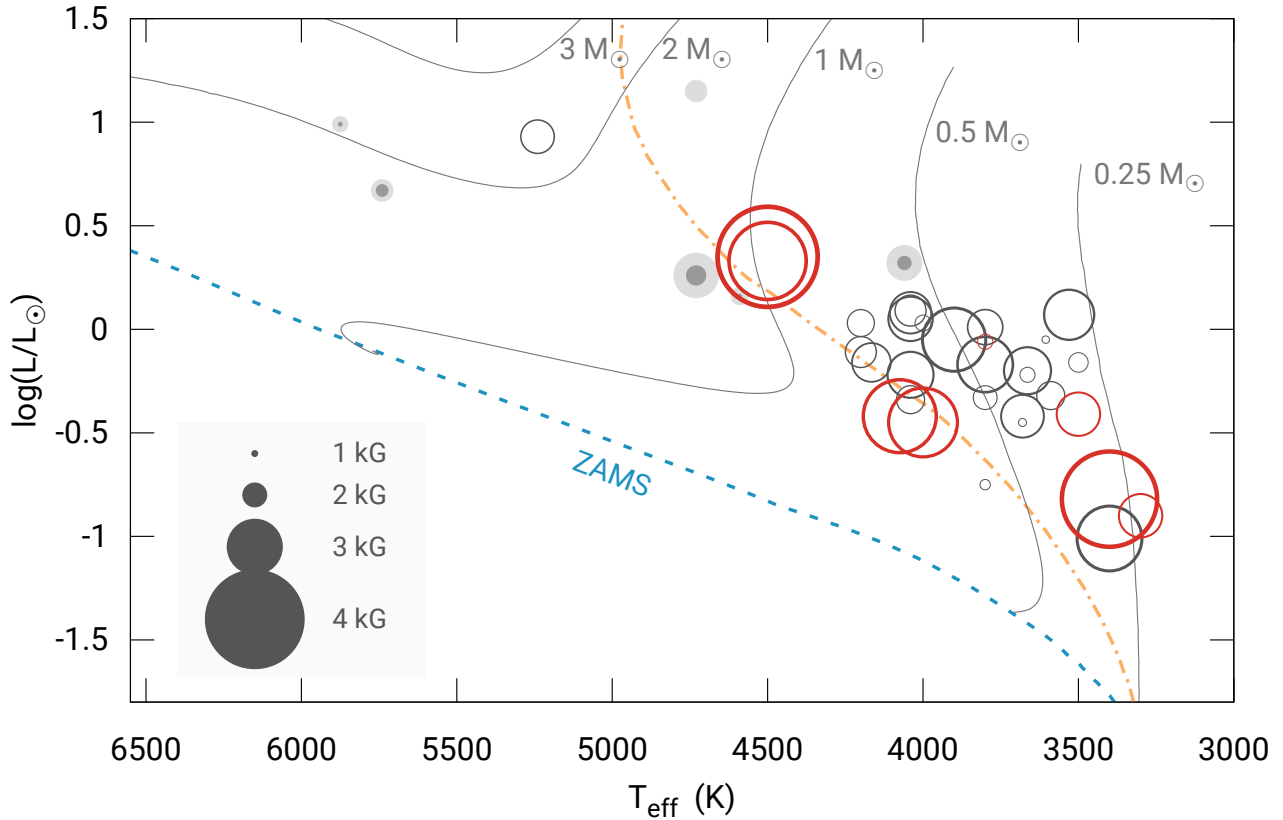 1.5
1
0.5
0
-0.5
-1
-1.5
log(L/L☉)
3 M☉
2 M☉
1 M☉
0.5 M☉
0.25 M☉
ZAMS
1 kG
2 kG
3 kG
4 kG
6500 6000 5500 5000 4500 4000 3500 3000
Teff (K)